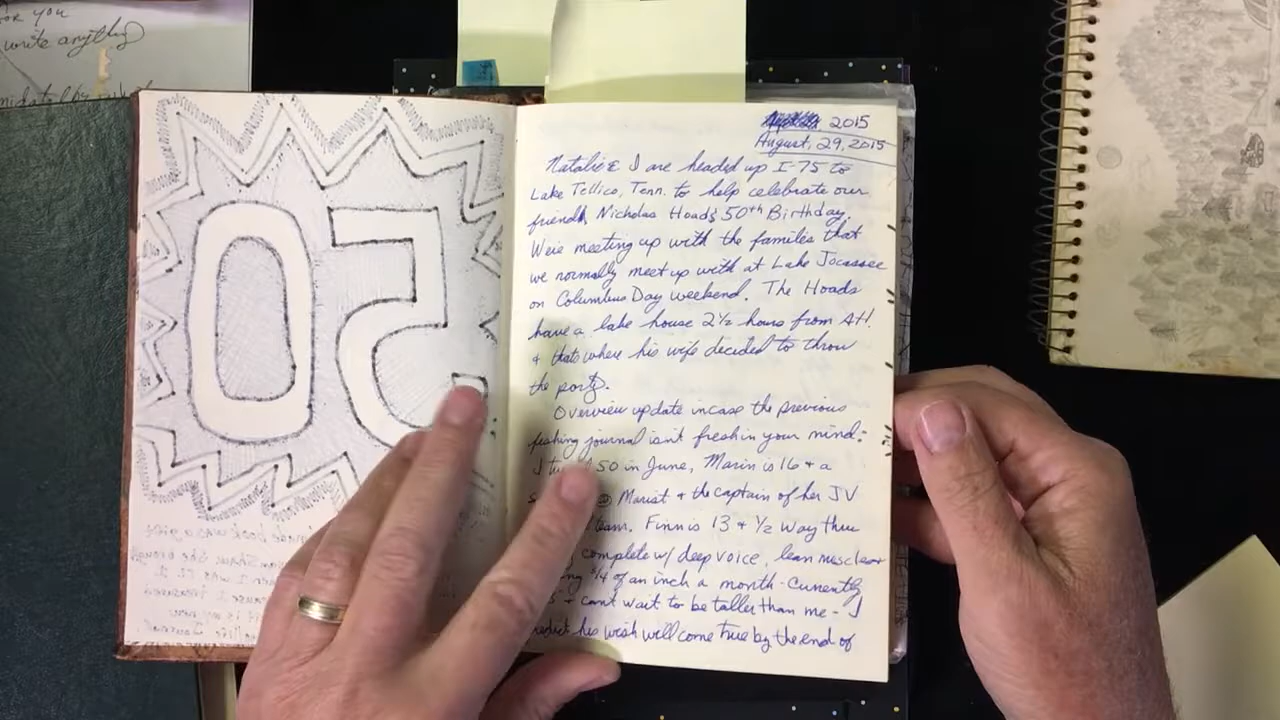 FOR YOU
write anything
50
2015
August, 29, 2015
Natalie & I are headed up I-75 to
Lake Tellico, Tenn. to help celebrate our
friend, Nicholas Hoad's 50th Birthday.
We're meeting up with the familes that
we normally meet up with at Lake Jocassee
on Columbus Day weekend. The Hoads
have a lake house 2½ hours from Atl.
& thats where his wife decided to throw
the party.
Overview update incase the previous
fishing journal isn't fresh in your mind:
I 50 in June, Marin is 16 & a
@ Marist & the captain of her JV
team. Finn is 13 & ½ way thru
complete w/ deep voice, lean muscles &
¾ of an inch a month - Currently
& can't wait to be taller than me - I
his wish will come true by the end of